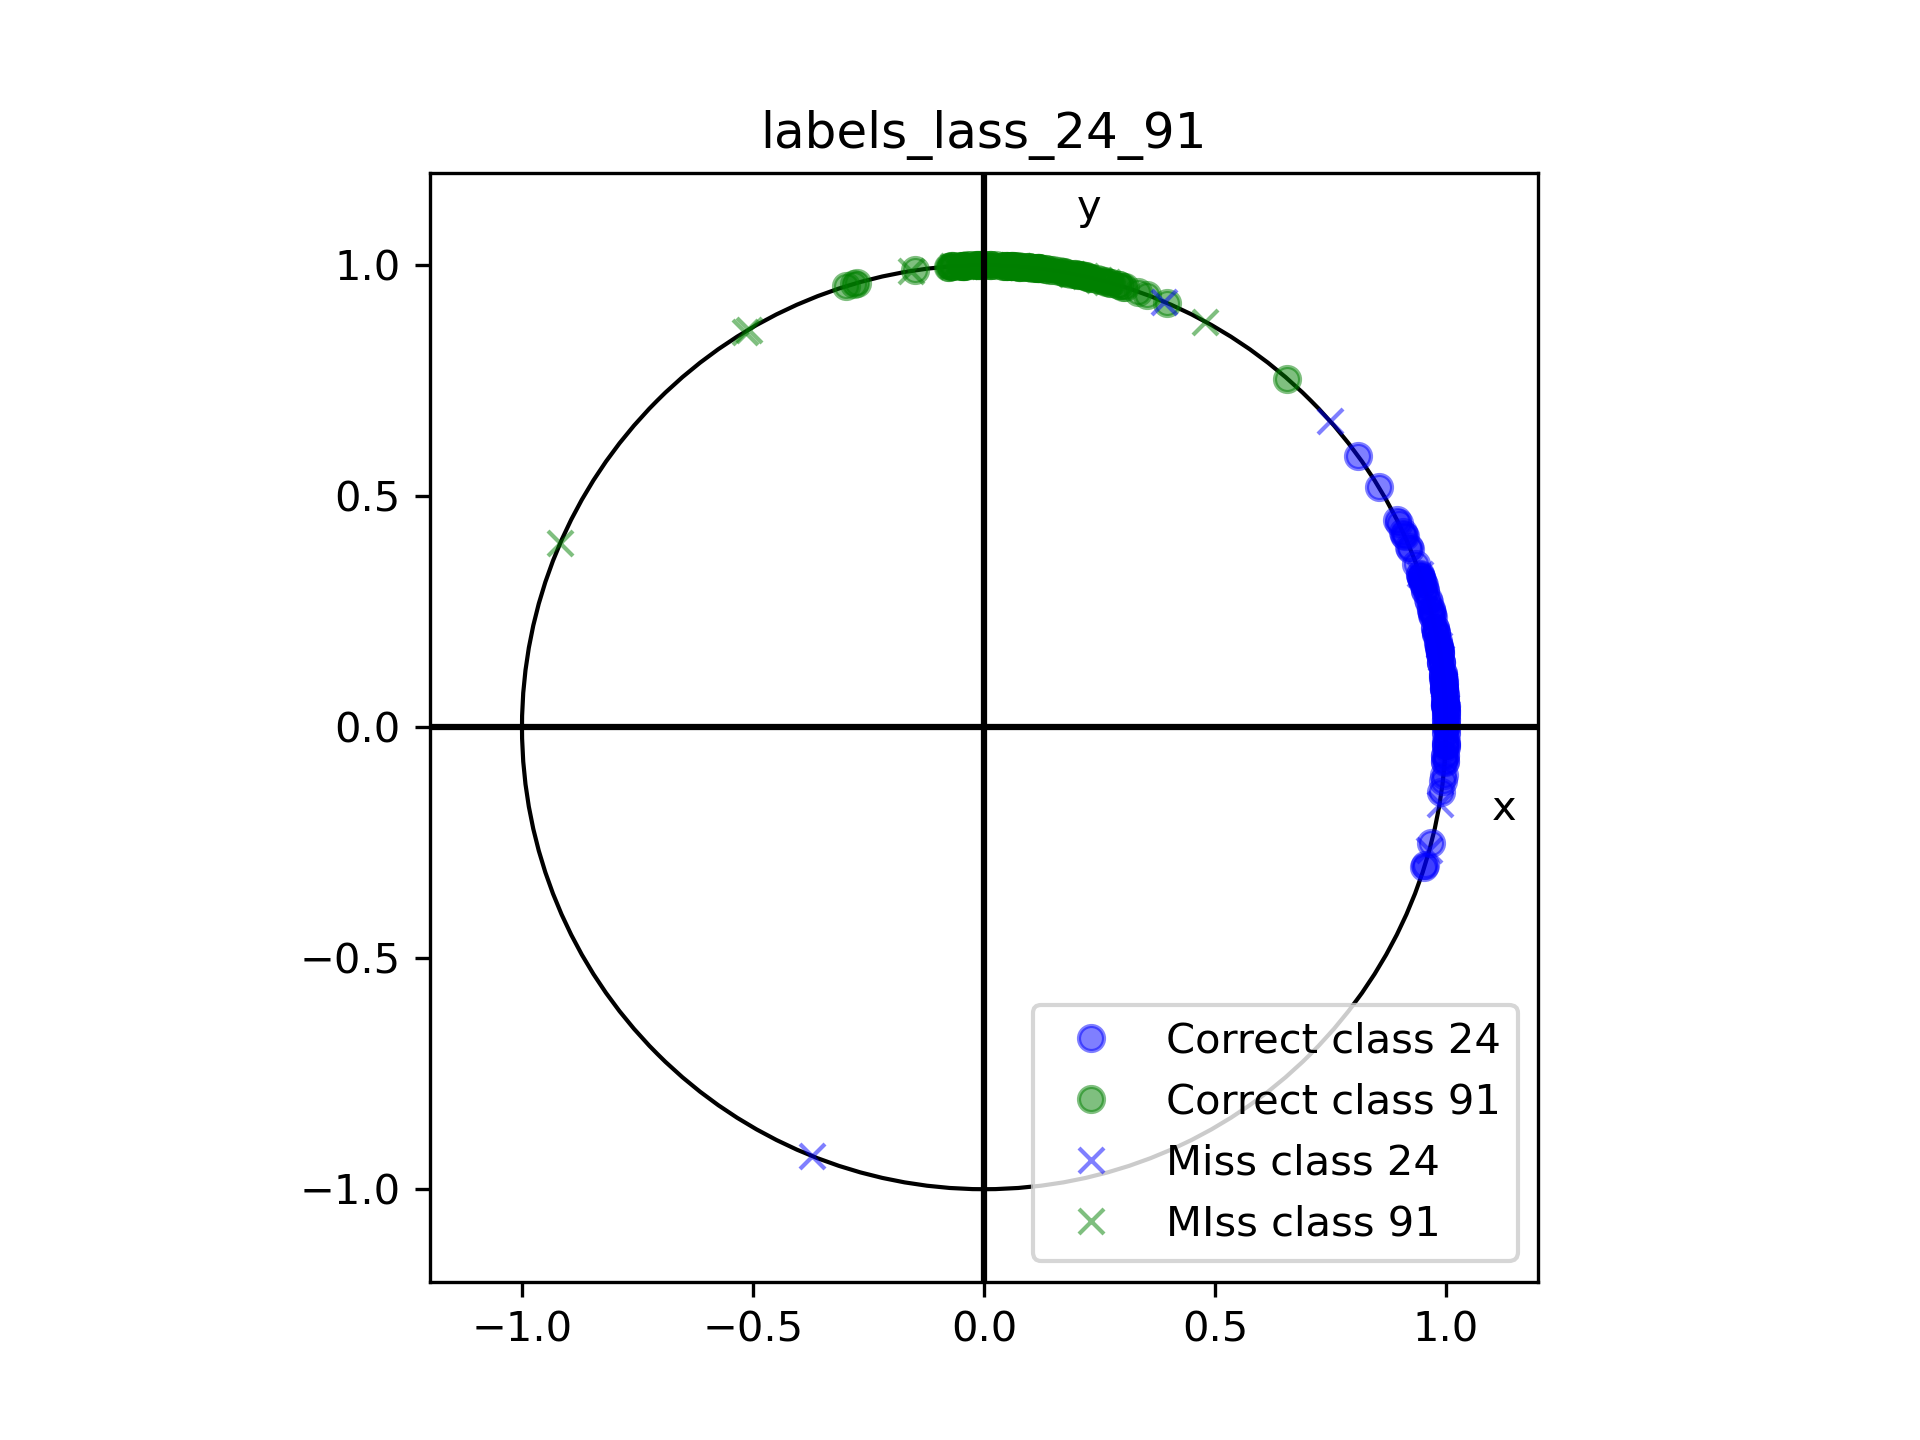 labels_lass_24_91
y
1.0
0.5
0.0
−0.5
−1.0
x
Correct class 24
Correct class 91
Miss class 24
MIss class 91
−1.0 −0.5 0.0 0.5 1.0